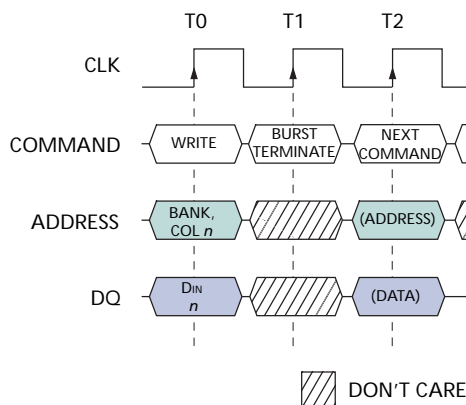 T0 T1 T2
CLK
COMMAND
WRITE
BURST
TERMINATE
NEXT
COMMAND
ADDRESS
BANK,
COL n
(ADDRESS)
DQ
DIN
n
(DATA)
DON'T CARE